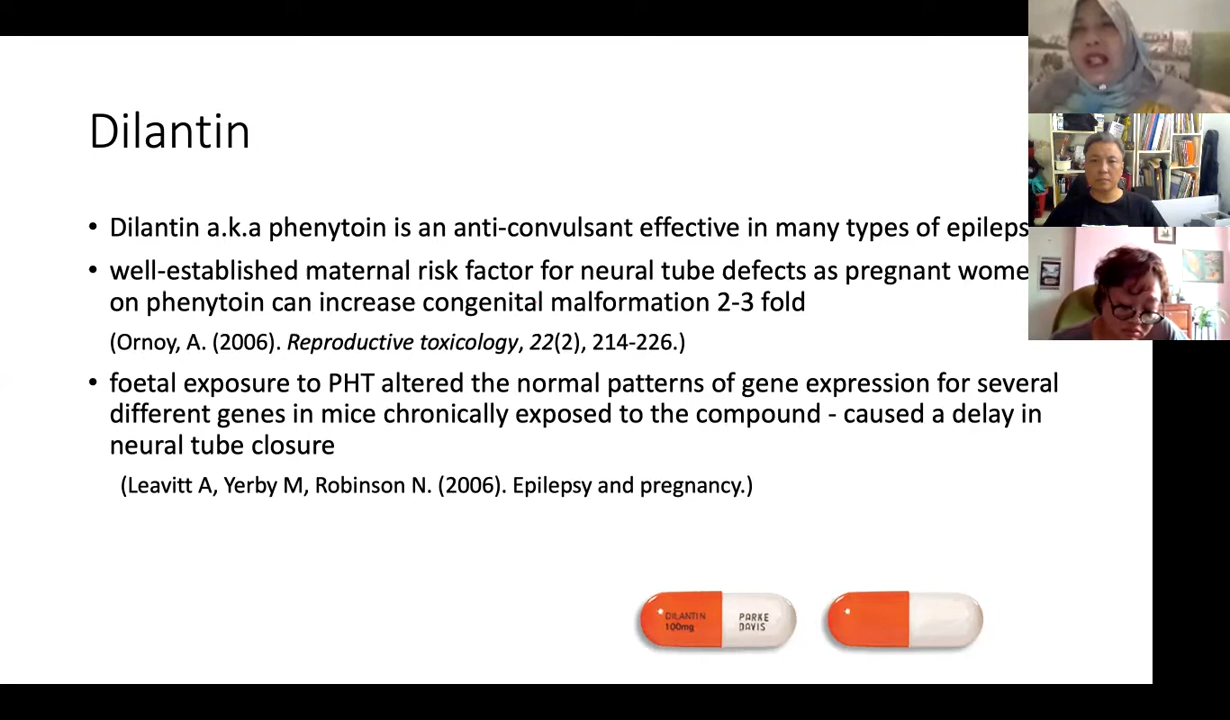 Dilantin
• Dilantin a.k.a phenytoin is an anti-convulsant effective in many types of epileps
• well-established maternal risk factor for neural tube defects as pregnant wome
on phenytoin can increase congenital malformation 2-3 fold
(Ornoy, A. (2006). Reproductive toxicology, 22(2), 214-226.)
• foetal exposure to PHT altered the normal patterns of gene expression for several
different genes in mice chronically exposed to the compound - caused a delay in
neural tube closure
(Leavitt A, Yerby M, Robinson N. (2006). Epilepsy and pregnancy.)
DILANTIN
100mg
PARKE
DAVIS